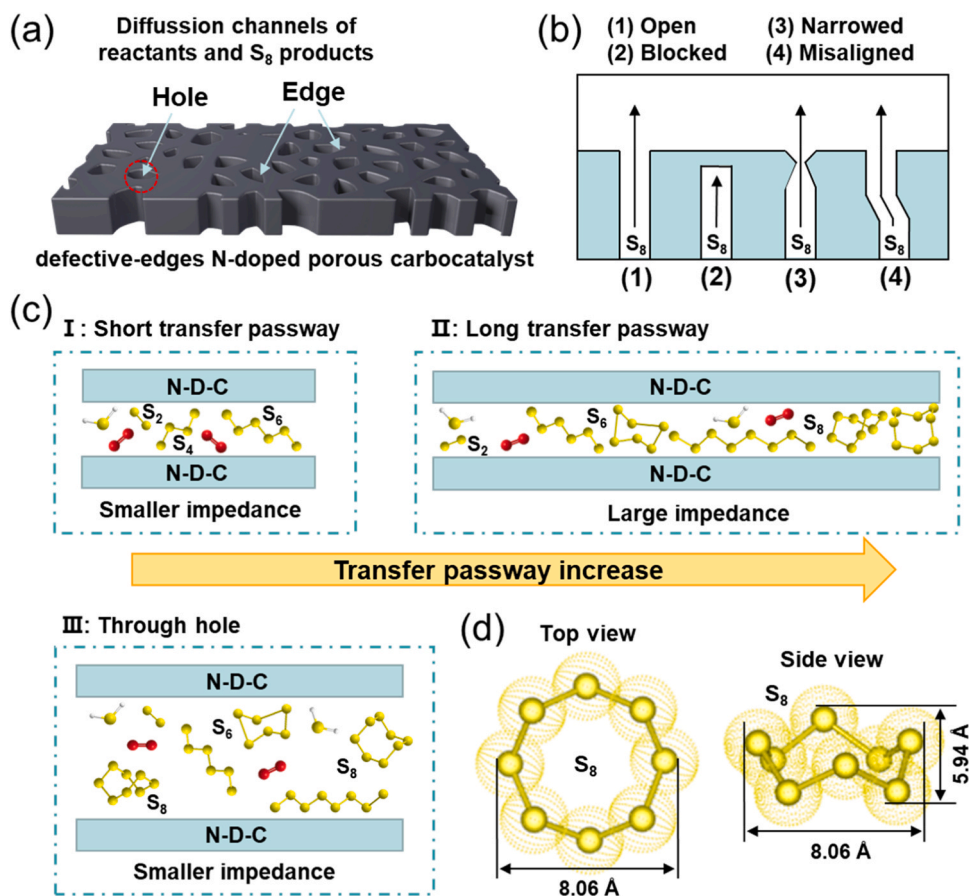 (a)
Diffussion channels of
reactants and S₈ products
Hole
Edge
defective-edges N-doped porous carbocatalyst
(b)
(1) Open (3) Narrowed
(2) Blocked (4) Misaligned
S₈ S₈ S₈ S₈
(1) (2) (3) (4)
(c)
Ⅰ: Short transfer passway
N-D-C
S₂ S₄ S₆
N-D-C
Smaller impedance
Ⅱ: Long transfer passway
N-D-C
S₂ S₆ S₈
N-D-C
Large impedance
Transfer passway increase
Ⅲ: Through hole
N-D-C
S₆
S₈
S₈
N-D-C
Smaller impedance
(d)
Top view
S₈
8.06 Å
Side view
S₈
5.94 Å
8.06 Å